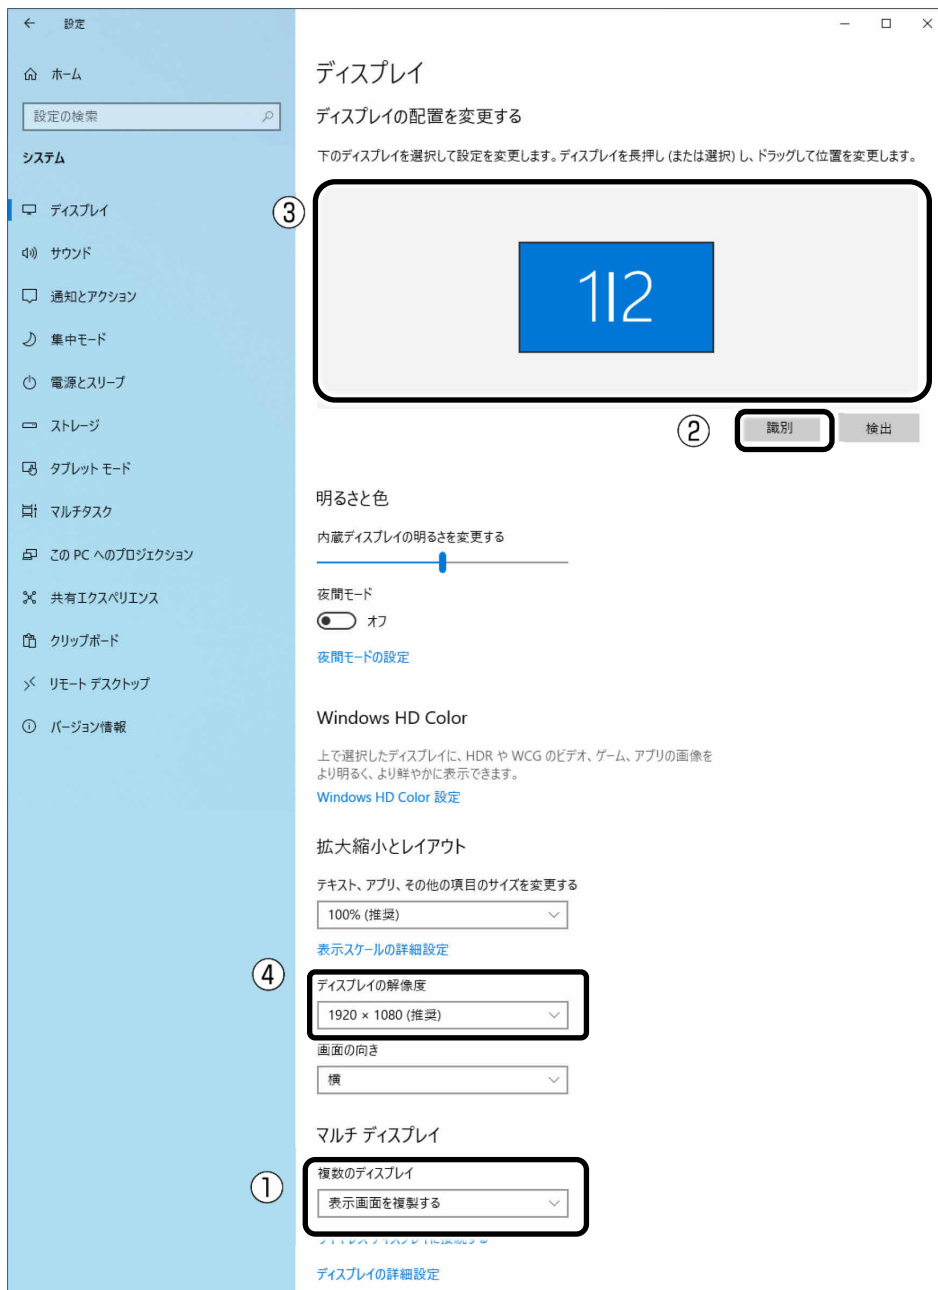 設定
ホーム
設定の検索
システム
ディスプレイ
サウンド
通知とアクション
集中モード
電源とスリープ
ストレージ
タブレット モード
マルチタスク
この PC へのプロジェクション
共有エクスペリエンス
クリップボード
リモート デスクトップ
バージョン情報
ディスプレイ
ディスプレイの配置を変更する
下のディスプレイを選択して設定を変更します。ディスプレイを長押し (または選択) し、ドラッグして位置を変更します。
③
1|2
②
識別
検出
明るさと色
内蔵ディスプレイの明るさを変更する
夜間モード
オフ
夜間モードの設定
Windows HD Color
上で選択したディスプレイに、HDR や WCG のビデオ、ゲーム、アプリの画像を
より明るく、より鮮やかに表示できます。
Windows HD Color 設定
拡大縮小とレイアウト
テキスト、アプリ、その他の項目のサイズを変更する
100% (推奨)
表示スケールの詳細設定
④
ディスプレイの解像度
1920 × 1080 (推奨)
画面の向き
横
マルチ ディスプレイ
①
複数のディスプレイ
表示画面を複製する
ディスプレイの詳細設定